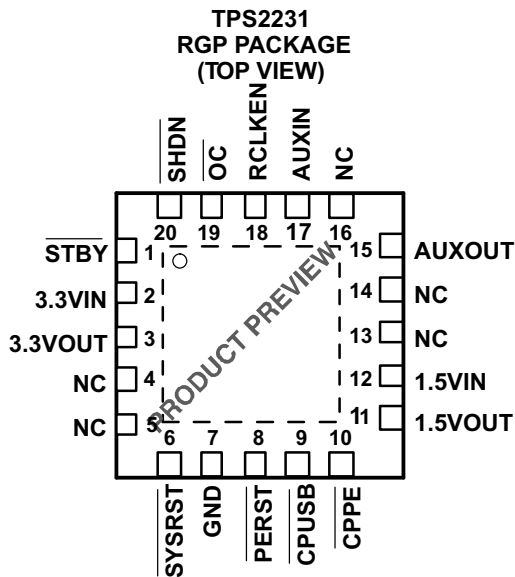 TPS2231
RGP PACKAGE
(TOP VIEW)
SHDN
OC
RCLKEN
AUXIN
NC
20
19
18
17
16
STBY
1
3.3VIN
2
3.3VOUT
3
NC
4
NC
5
15
AUXOUT
14
NC
13
NC
12
1.5VIN
11
1.5VOUT
PRODUCT PREVIEW
6
7
8
9
10
SYSRST
GND
PERST
CPUSB
CPPE